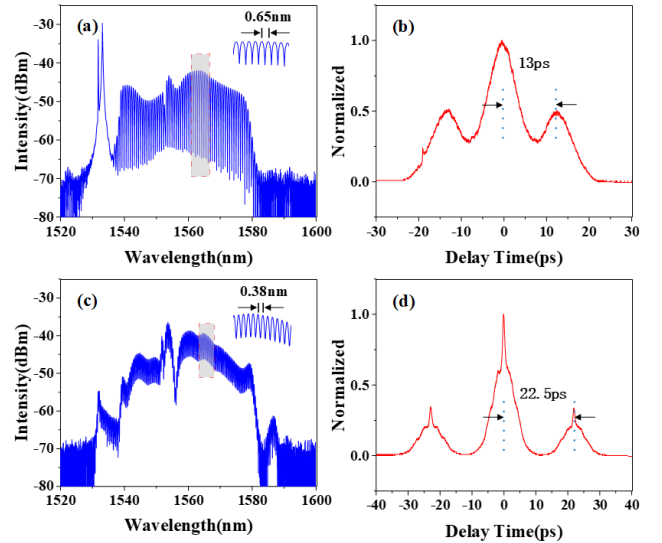 (a)
0.65nm
Intensity(dBm)
-30
-40
-50
-60
-70
-80
1520
1540
1560
1580
1600
Wavelength(nm)
(b)
13ps
Normalized
1.0
0.5
0.0
-30
-20
-10
0
10
20
30
Delay Time(ps)
(c)
0.38nm
Intensity(dBm)
-30
-40
-50
-60
-70
-80
1520
1540
1560
1580
1600
Wavelength(nm)
(d)
22.5ps
Normalized
1.0
0.5
0.0
-40
-30
-20
-10
0
10
20
30
40
Delay Time(ps)